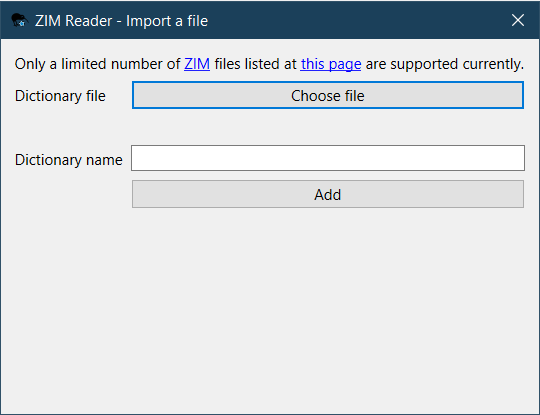 ZIM Reader - Import a file
Only a limited number of ZIM files listed at this page are supported currently.
Dictionary file
Choose file
Dictionary name
Add